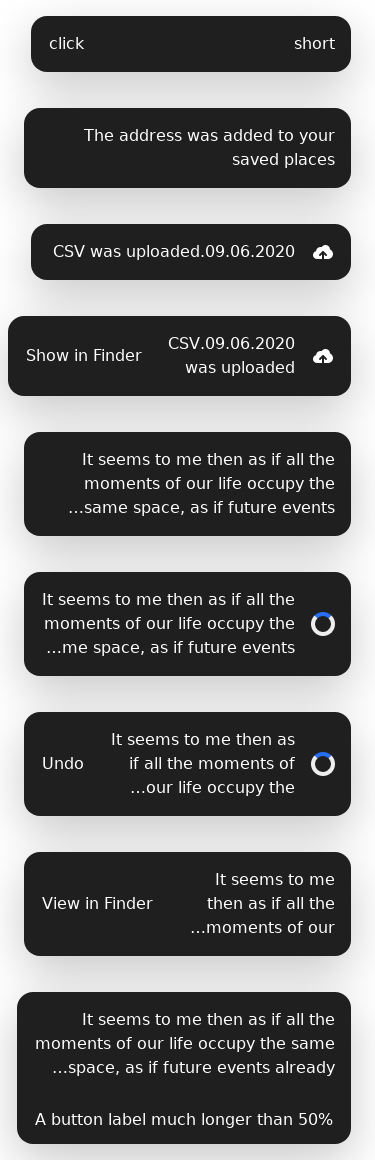 short
click
The address was added to your
saved places
CSV was uploaded.09.06.2020
CSV.09.06.2020
was uploaded
Show in Finder
It seems to me then as if all the
moments of our life occupy the
…same space, as if future events
It seems to me then as if all the
moments of our life occupy the
…me space, as if future events
It seems to me then as
if all the moments of
…our life occupy the
Undo
It seems to me
then as if all the
…moments of our
View in Finder
It seems to me then as if all the
moments of our life occupy the same
…space, as if future events already
A button label much longer than 50%